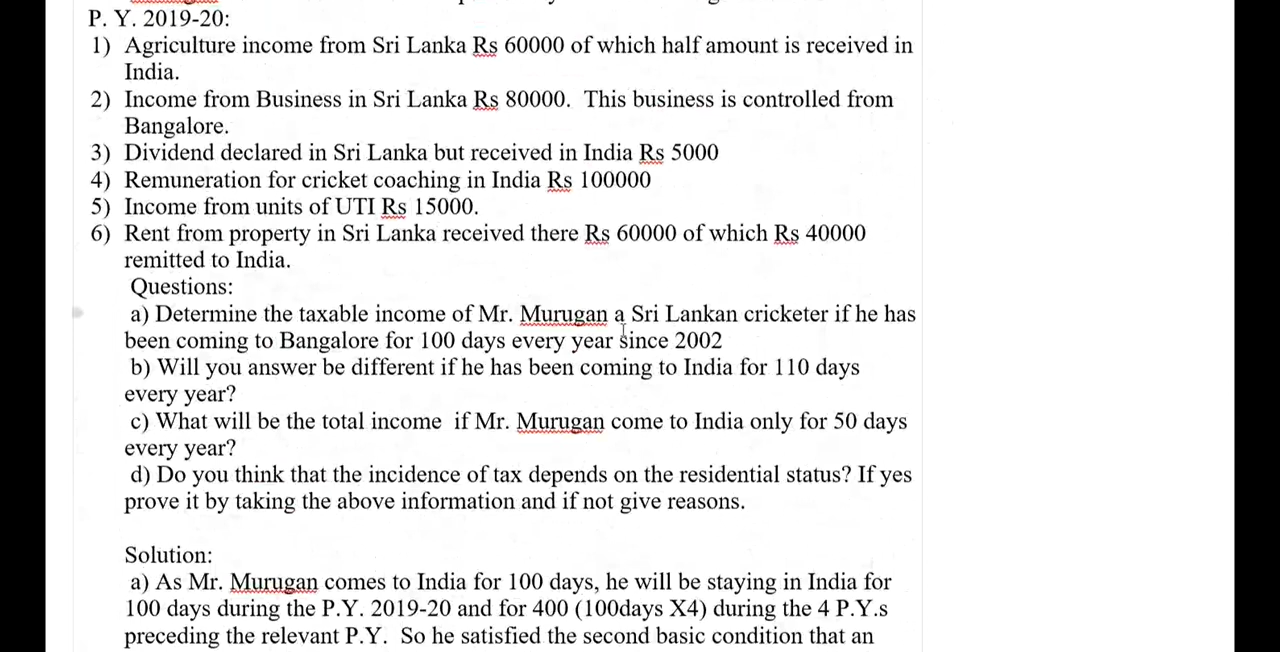 P. Y. 2019-20:
1) Agriculture income from Sri Lanka Rs 60000 of which half amount is received in
India.
2) Income from Business in Sri Lanka Rs 80000. This business is controlled from
Bangalore.
3) Dividend declared in Sri Lanka but received in India Rs 5000
4) Remuneration for cricket coaching in India Rs 100000
5) Income from units of UTI Rs 15000.
6) Rent from property in Sri Lanka received there Rs 60000 of which Rs 40000
remitted to India.
Questions:
a) Determine the taxable income of Mr. Murugan a Sri Lankan cricketer if he has
been coming to Bangalore for 100 days every year since 2002
b) Will you answer be different if he has been coming to India for 110 days
every year?
c) What will be the total income if Mr. Murugan come to India only for 50 days
every year?
d) Do you think that the incidence of tax depends on the residential status? If yes
prove it by taking the above information and if not give reasons.
Solution:
a) As Mr. Murugan comes to India for 100 days, he will be staying in India for
100 days during the P.Y. 2019-20 and for 400 (100days X4) during the 4 P.Y.s
preceding the relevant P.Y. So he satisfied the second basic condition that an